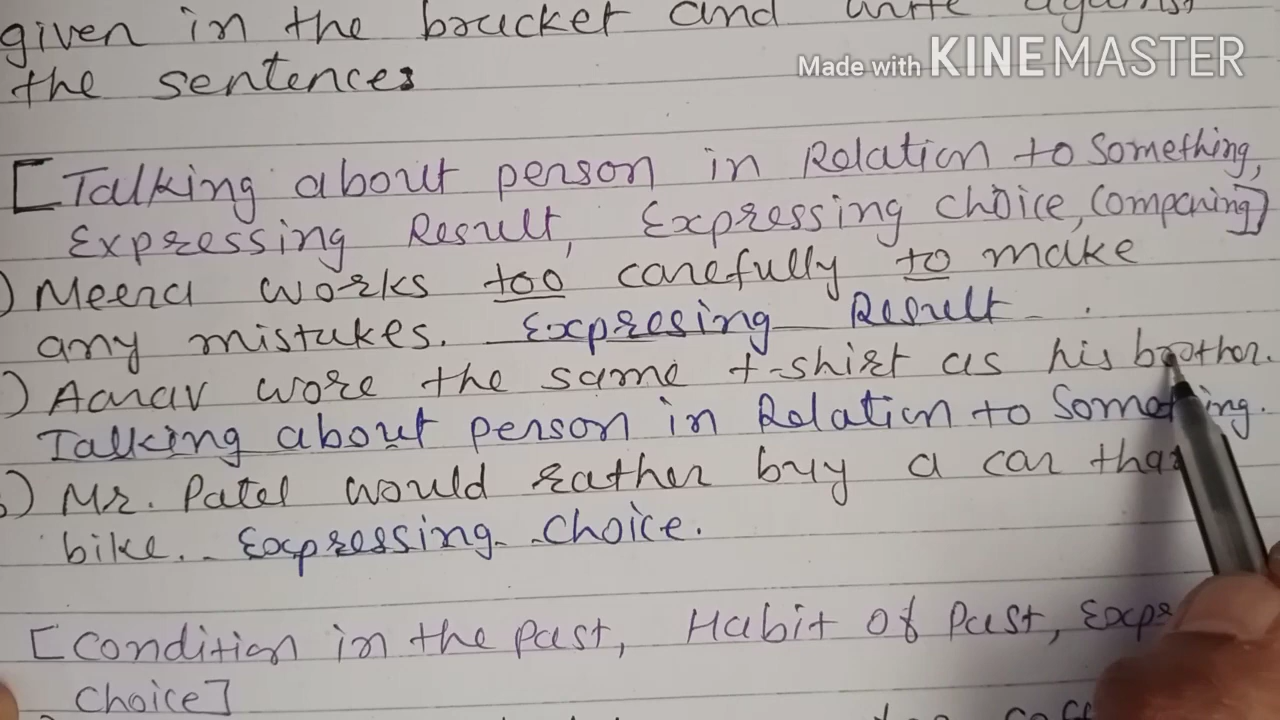 given in the bracket and write against
the sentences
Made with KINEMASTER
[Talking about person in Relation to Something,
Expressing Result, Expressing choice, Comparing]
) Meera works too carefully to make
any mistakes. Expresing Result.
) Aarav wore the same t-shirt as his brother.
Talking about person in Relation to Something.
) Mr. Patel would rather buy a car than
bike. Expressing choice.
[Condition in the past, Habit of Past,
Choice]